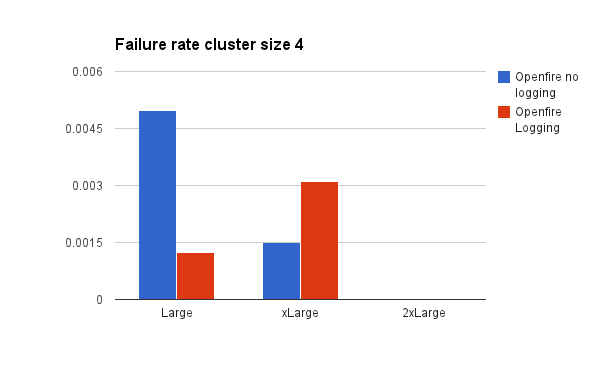 Failure rate cluster size 4
0.006
0.0045
0.003
0.0015
0
Large
xLarge
2xLarge
Openfire no
logging
Openfire
Logging